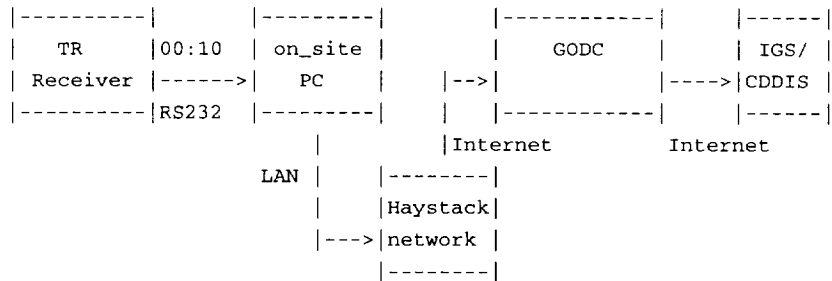 |----------|      |---------|         |------------|      |------|
|   TR     |00:10 | on_site |         |    GODC    |      | IGS/ |
| Receiver |------>|   PC    |    |-->|            |---->|CDDIS |
|----------|RS232  |---------|    |   |------------|     |------|
|    |Internet    Internet
LAN |    |--------|
|    |Haystack|
|--->|network |
|--------|